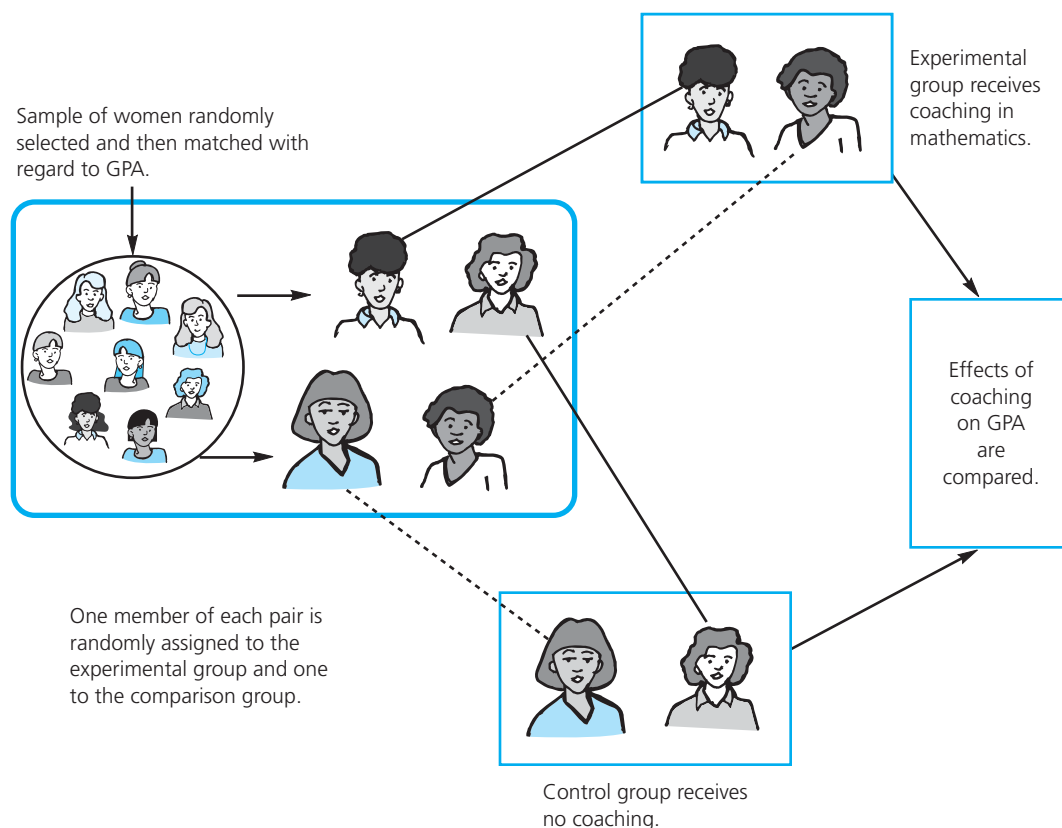 Sample of women randomly
selected and then matched with
regard to GPA.
Experimental
group receives
coaching in
mathematics.
Effects of
coaching
on GPA
are
compared.
One member of each pair is
randomly assigned to the
experimental group and one
to the comparison group.
Control group receives
no coaching.